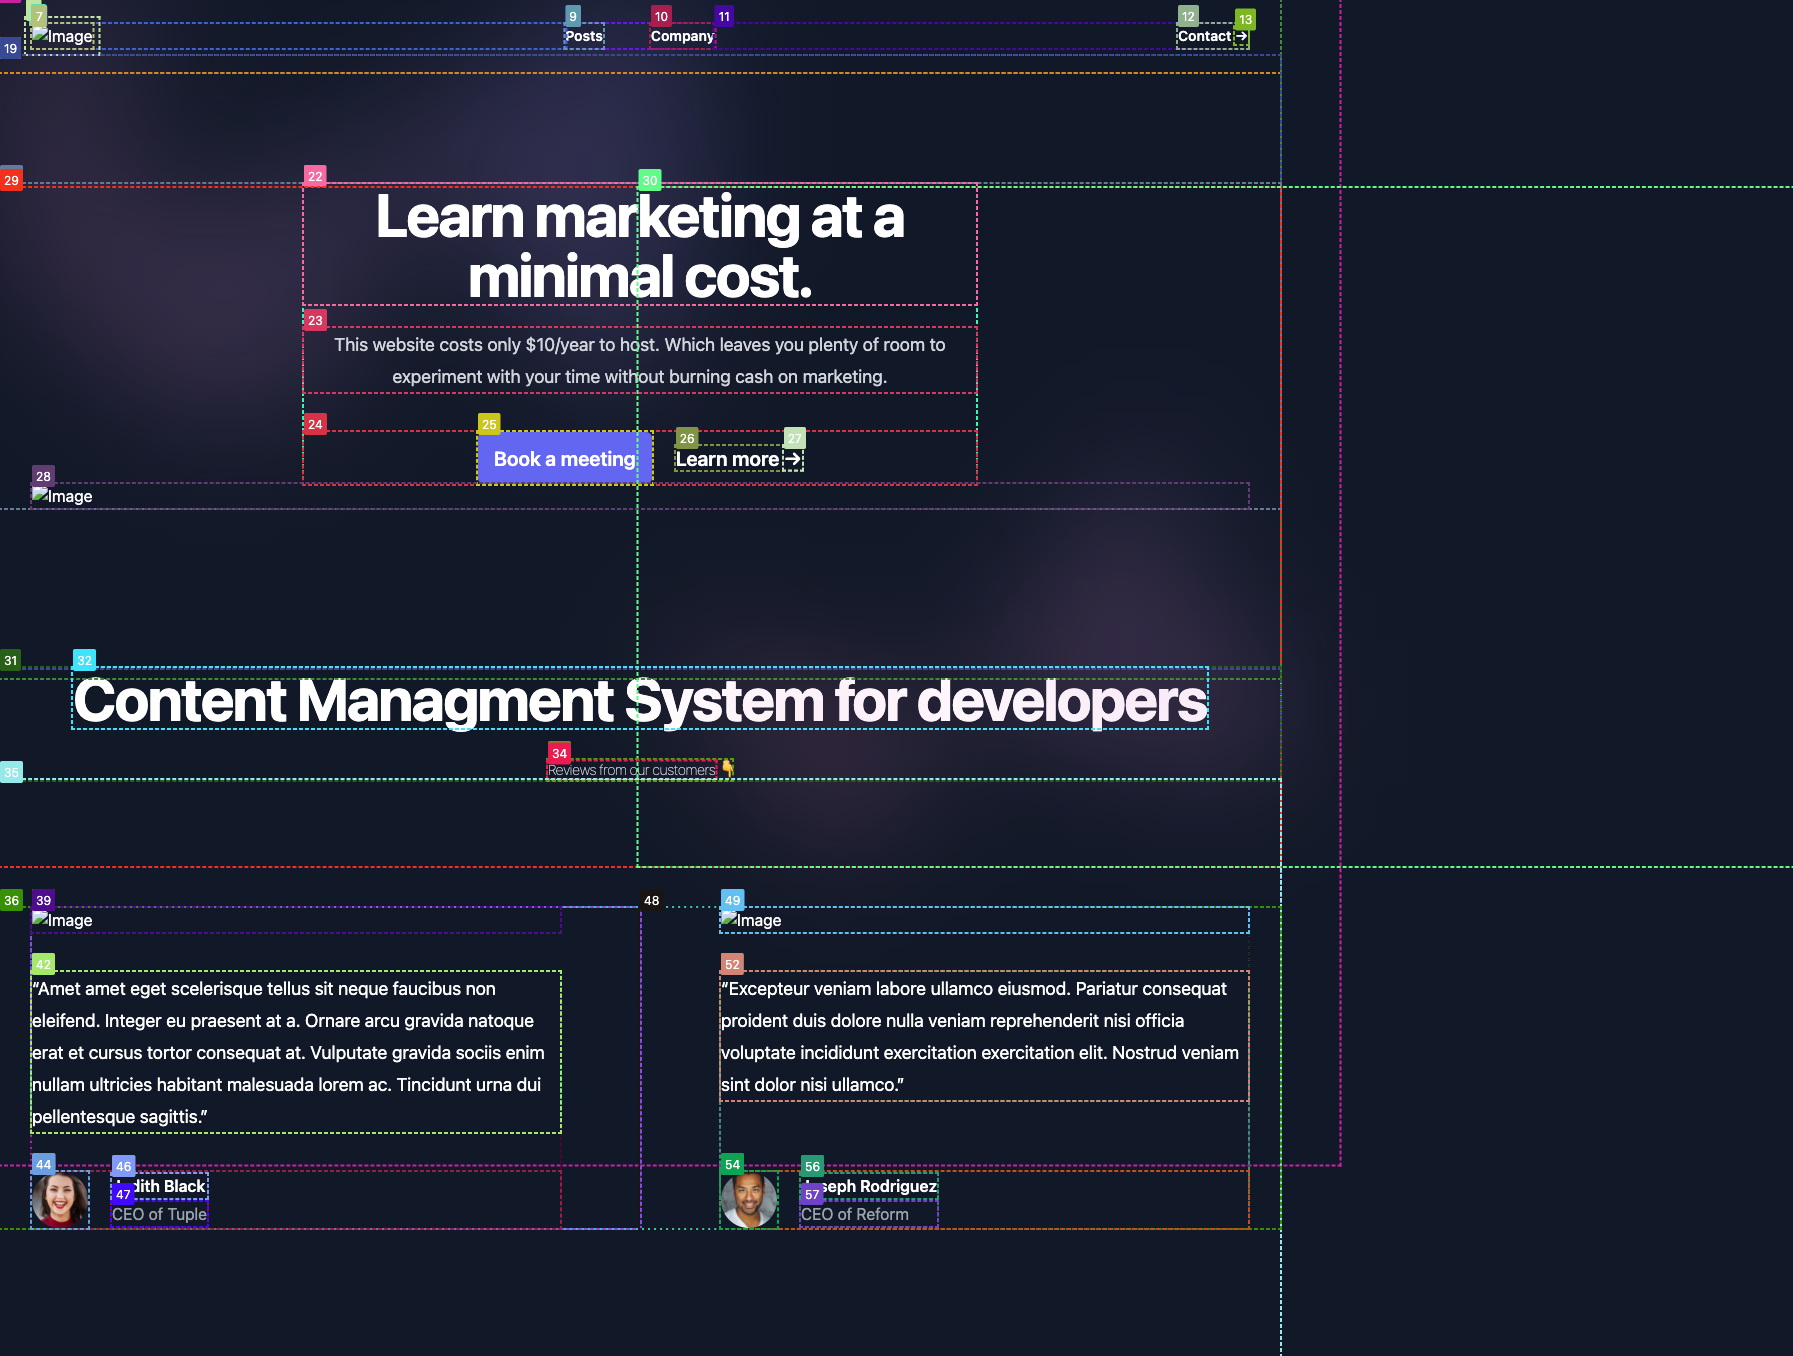 7
Image
9
Posts
10
Company
11
12
Contact →
13
19
29
22
30
Learn marketing at a
minimal cost.
23
This website costs only $10/year to host. Which leaves you plenty of room to
experiment with your time without burning cash on marketing.
24
25
Book a meeting
26
Learn more →
27
28
Image
31
32
Content Managment System for developers
34
Reviews from our customers 👇
35
36
39
Image
48
49
Image
42
“Amet amet eget scelerisque tellus sit neque faucibus non
eleifend. Integer eu praesent at a. Ornare arcu gravida natoque
erat et cursus tortor consequat at. Vulputate gravida sociis enim
nullam ultricies habitant malesuada lorem ac. Tincidunt urna dui
pellentesque sagittis.”
52
“Excepteur veniam labore ullamco eiusmod. Pariatur consequat
proident duis dolore nulla veniam reprehenderit nisi officia
voluptate incididunt exercitation exercitation elit. Nostrud veniam
sint dolor nisi ullamco.”
44
46
Black
47
CEO of Tuple
54
56
Rodriguez
57
CEO of Reform